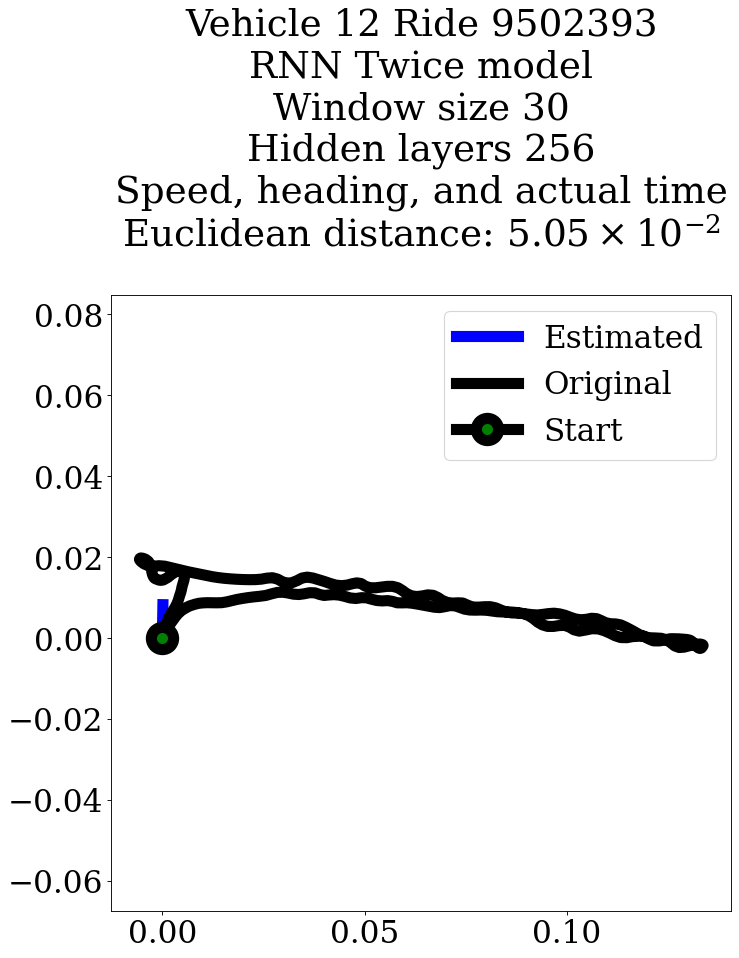 Vehicle 12 Ride 9502393
RNN Twice model
Window size 30
Hidden layers 256
Speed, heading, and actual time
Euclidean distance: 5.05 × 10⁻²
0.08
0.06
0.04
0.02
0.00
−0.02
−0.04
−0.06
Estimated
Original
Start
0.00 0.05 0.10